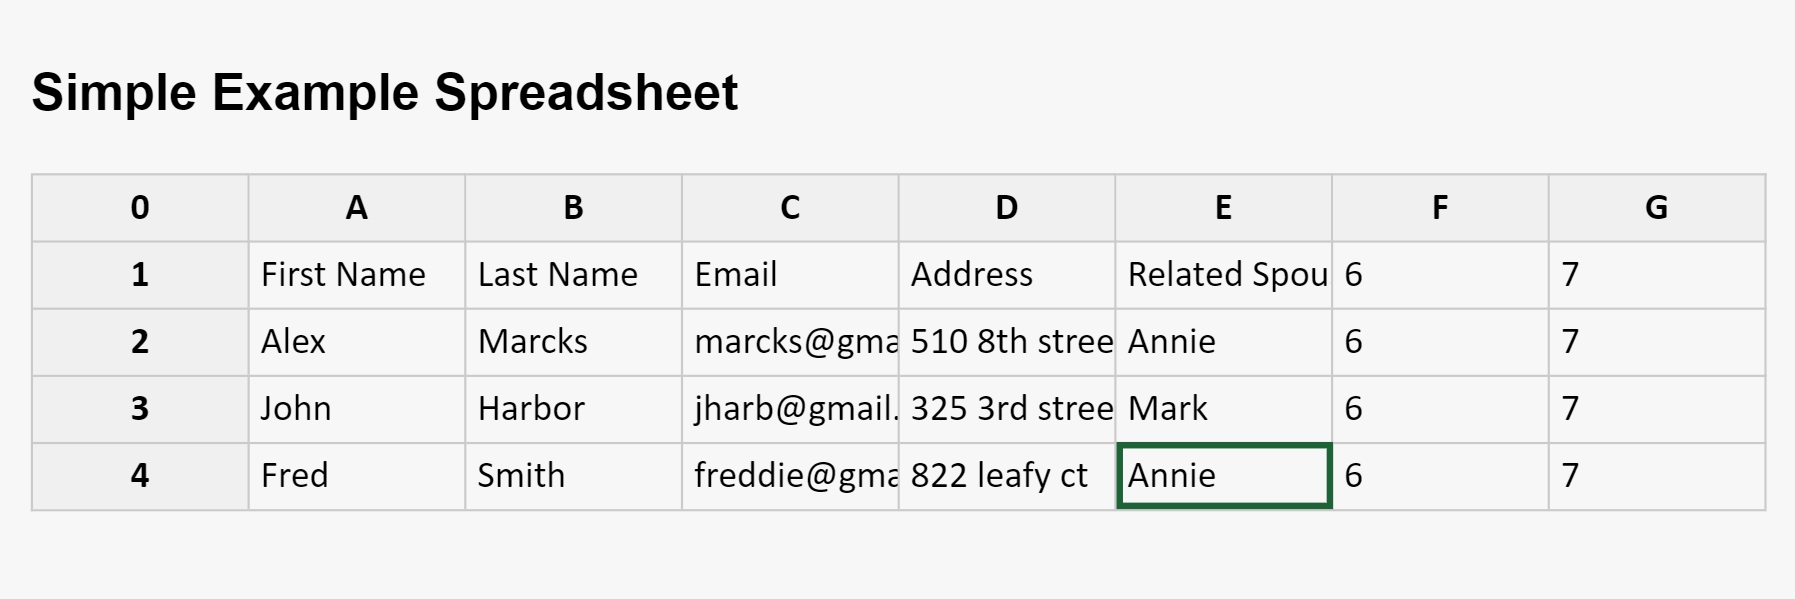 Simple Example Spreadsheet
0 A B C D E F G
1 First Name Last Name Email Address Related Spou 6 7
2 Alex Marcks marcks@gma 510 8th stree Annie 6 7
3 John Harbor jharb@gmail. 325 3rd stree Mark 6 7
4 Fred Smith freddie@gma 822 leafy ct Annie 6 7